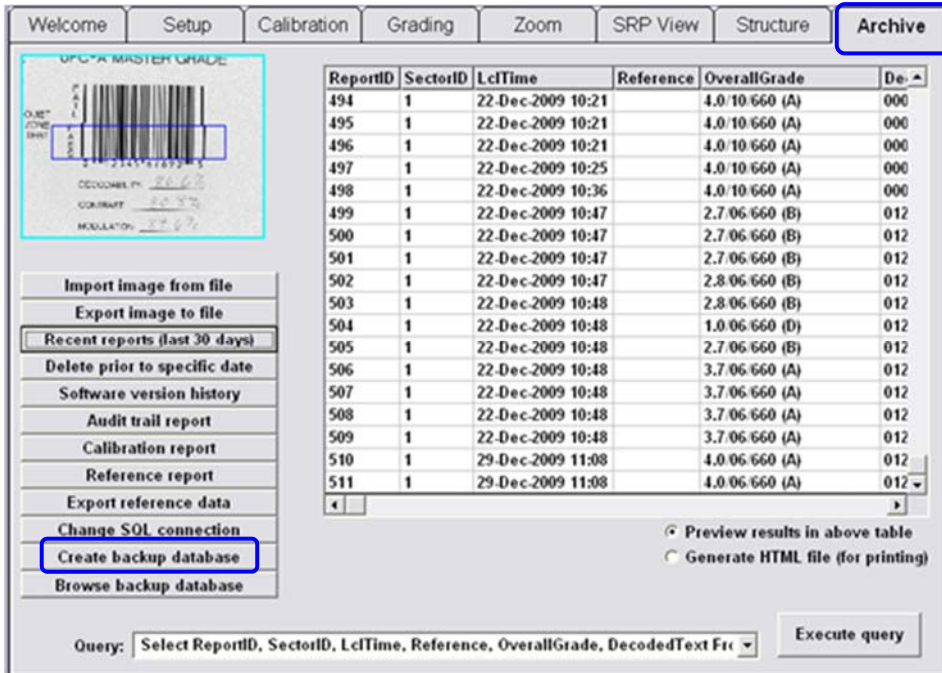 Welcome Setup Calibration Grading Zoom SRP View Structure Archive
UPC-A MASTER GRADE
QUIET
ZONE
DECODABILITY
CONTRAST
MODULATION
Import image from file
Export image to file
Recent reports (last 30 days)
Delete prior to specific date
Software version history
Audit trail report
Calibration report
Reference report
Export reference data
Change SQL connection
Create backup database
Browse backup database
ReportID SectorID LclTime Reference OverallGrade De
494 1 22-Dec-2009 10:21 4.0/10/660 (A) 000
495 1 22-Dec-2009 10:21 4.0/10/660 (A) 000
496 1 22-Dec-2009 10:21 4.0/10/660 (A) 000
497 1 22-Dec-2009 10:25 4.0/10/660 (A) 000
498 1 22-Dec-2009 10:36 4.0/10/660 (A) 000
499 1 22-Dec-2009 10:47 2.7/06/660 (B) 012
500 1 22-Dec-2009 10:47 2.7/06/660 (B) 012
501 1 22-Dec-2009 10:47 2.7/06/660 (B) 012
502 1 22-Dec-2009 10:47 2.8/06/660 (B) 012
503 1 22-Dec-2009 10:48 2.8/06/660 (B) 012
504 1 22-Dec-2009 10:48 1.0/06/660 (D) 012
505 1 22-Dec-2009 10:48 2.7/06/660 (B) 012
506 1 22-Dec-2009 10:48 3.7/06/660 (A) 012
507 1 22-Dec-2009 10:48 3.7/06/660 (A) 012
508 1 22-Dec-2009 10:48 3.7/06/660 (A) 012
509 1 22-Dec-2009 10:48 3.7/06/660 (A) 012
510 1 29-Dec-2009 11:08 4.0/06/660 (A) 012
511 1 29-Dec-2009 11:08 4.0/06/660 (A) 012
Preview results in above table
Generate HTML file (for printing)
Query: Select ReportID, SectorID, LclTime, Reference, OverallGrade, DecodedText Fr
Execute query